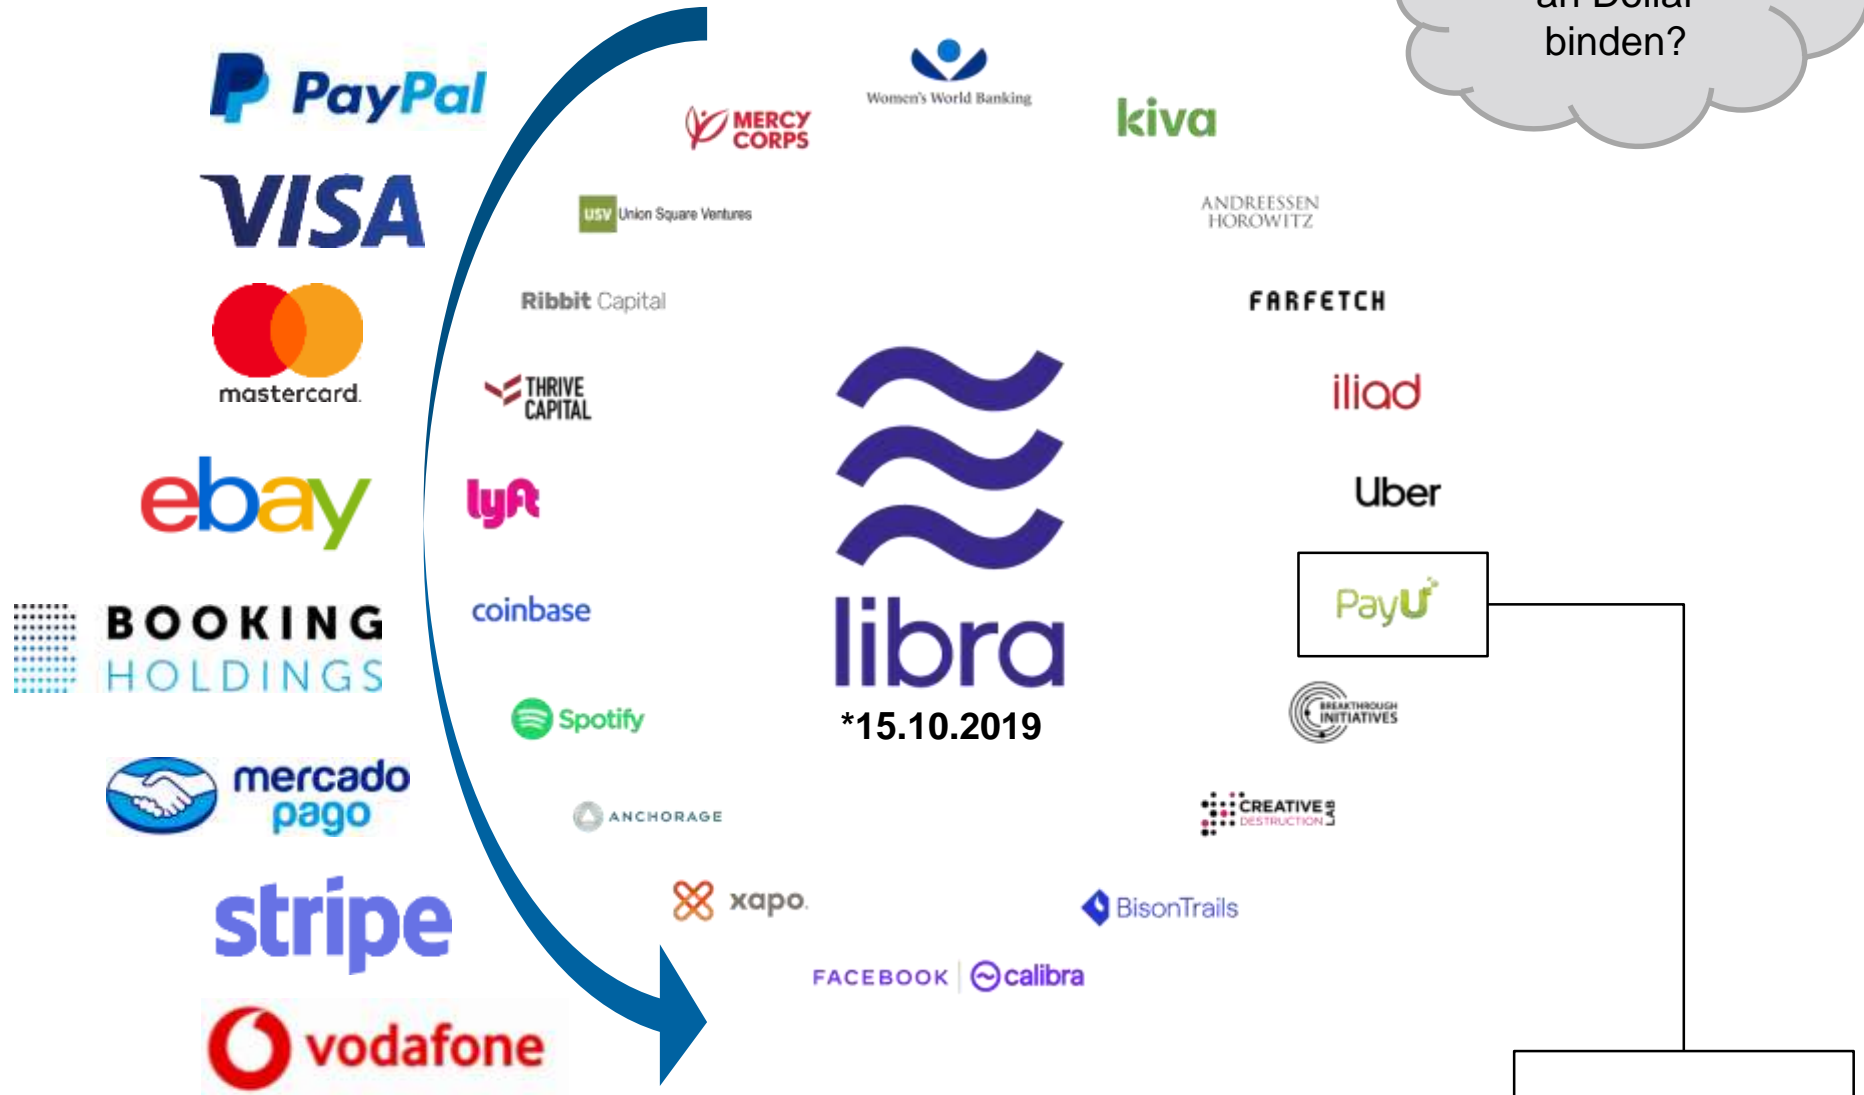 an Dollar
binden?
PayPal
Women's World Banking
MERCY
CORPS
kiva
VISA
USV Union Square Ventures
ANDREESSEN
HOROWITZ
Ribbit Capital
FARFETCH
mastercard.
THRIVE
CAPITAL
iliad
ebay
lyft
Uber
BOOKING
HOLDINGS
coinbase
libra
*15.10.2019
PayU
Spotify
BREAKTHROUGH
INITIATIVES
mercado
pago
ANCHORAGE
CREATIVE
DESTRUCTION
LAB
stripe
xapo.
BisonTrails
FACEBOOK | calibra
vodafone